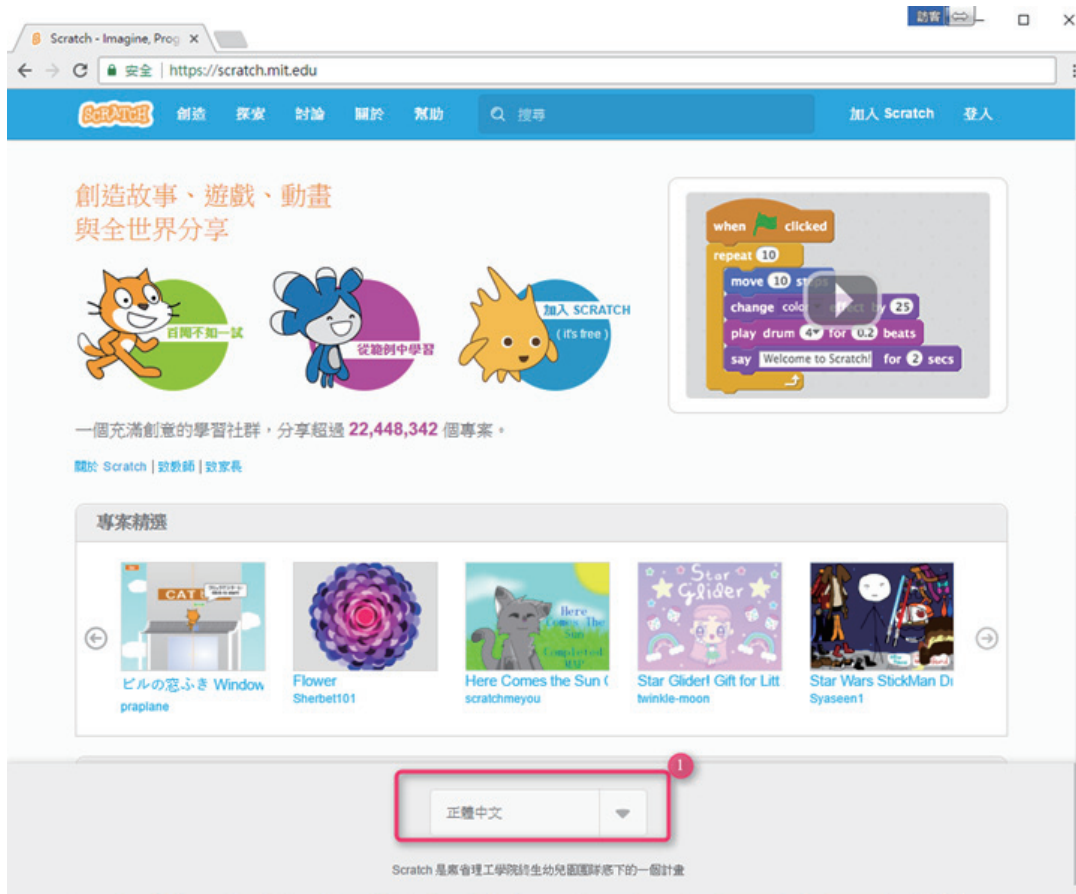 訪客
Scratch - Imagine, Prog
安全 | https://scratch.mit.edu
SCRATCH 創造 探索 討論 關於 幫助 搜尋 加入 Scratch 登入
創造故事、遊戲、動畫
與全世界分享
百聞不如一試
從範例中學習
加入 SCRATCH
( it's free )
when clicked
repeat 10
move 10 steps
change color effect by 25
play drum 4 for 0.2 beats
say Welcome to Scratch! for 2 secs
一個充滿創意的學習社群，分享超過 22,448,342 個專案。
關於 Scratch | 致教師 | 致家長
專案精選
CAT
Star Glider
Here Comes The Sun Completed MAP
ビルの窓ふき Window
Flower
Here Comes the Sun (
Star Glider! Gift for Litt
Star Wars StickMan Du
praplane
Sherbet101
scratchmeyou
twinkle-moon
Syaseen1
1
正體中文
Scratch 是麻省理工學院終生幼兒園團隊底下的一個計畫